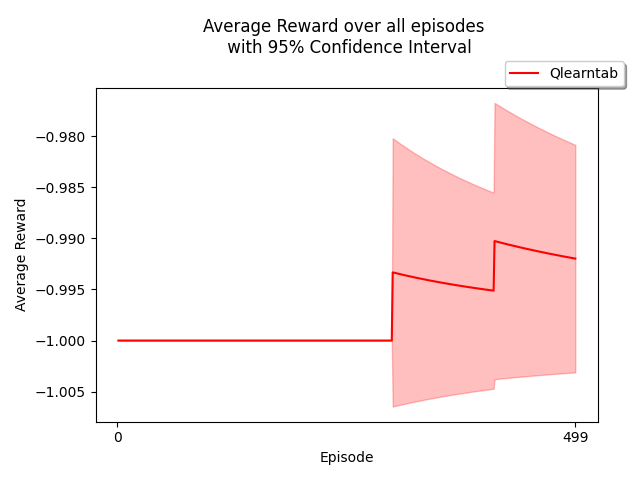 Average Reward over all episodes
with 95% Confidence Interval
Qlearntab
−0.980
−0.985
−0.990
−0.995
−1.000
−1.005
Average Reward
0
499
Episode